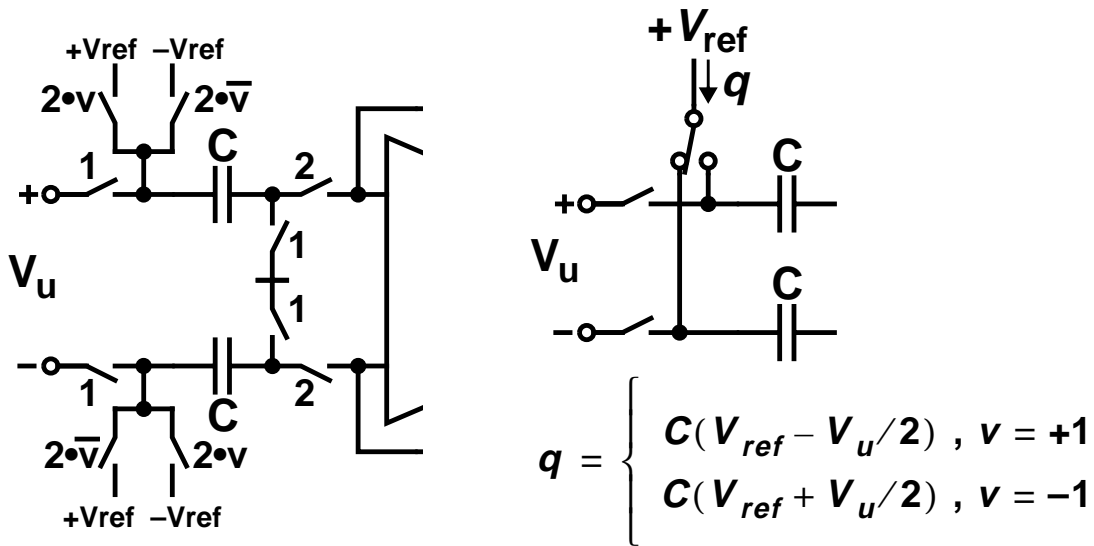 +Vref –Vref
2•v 2•v̅
C
1 2
+
1
Vu
1
–
1 2
C
2•v̅ 2•v
+Vref –Vref
+Vref
q
C
+
Vu
C
–
q = { C(Vref – Vu/2) , v = +1
C(Vref + Vu/2) , v = –1